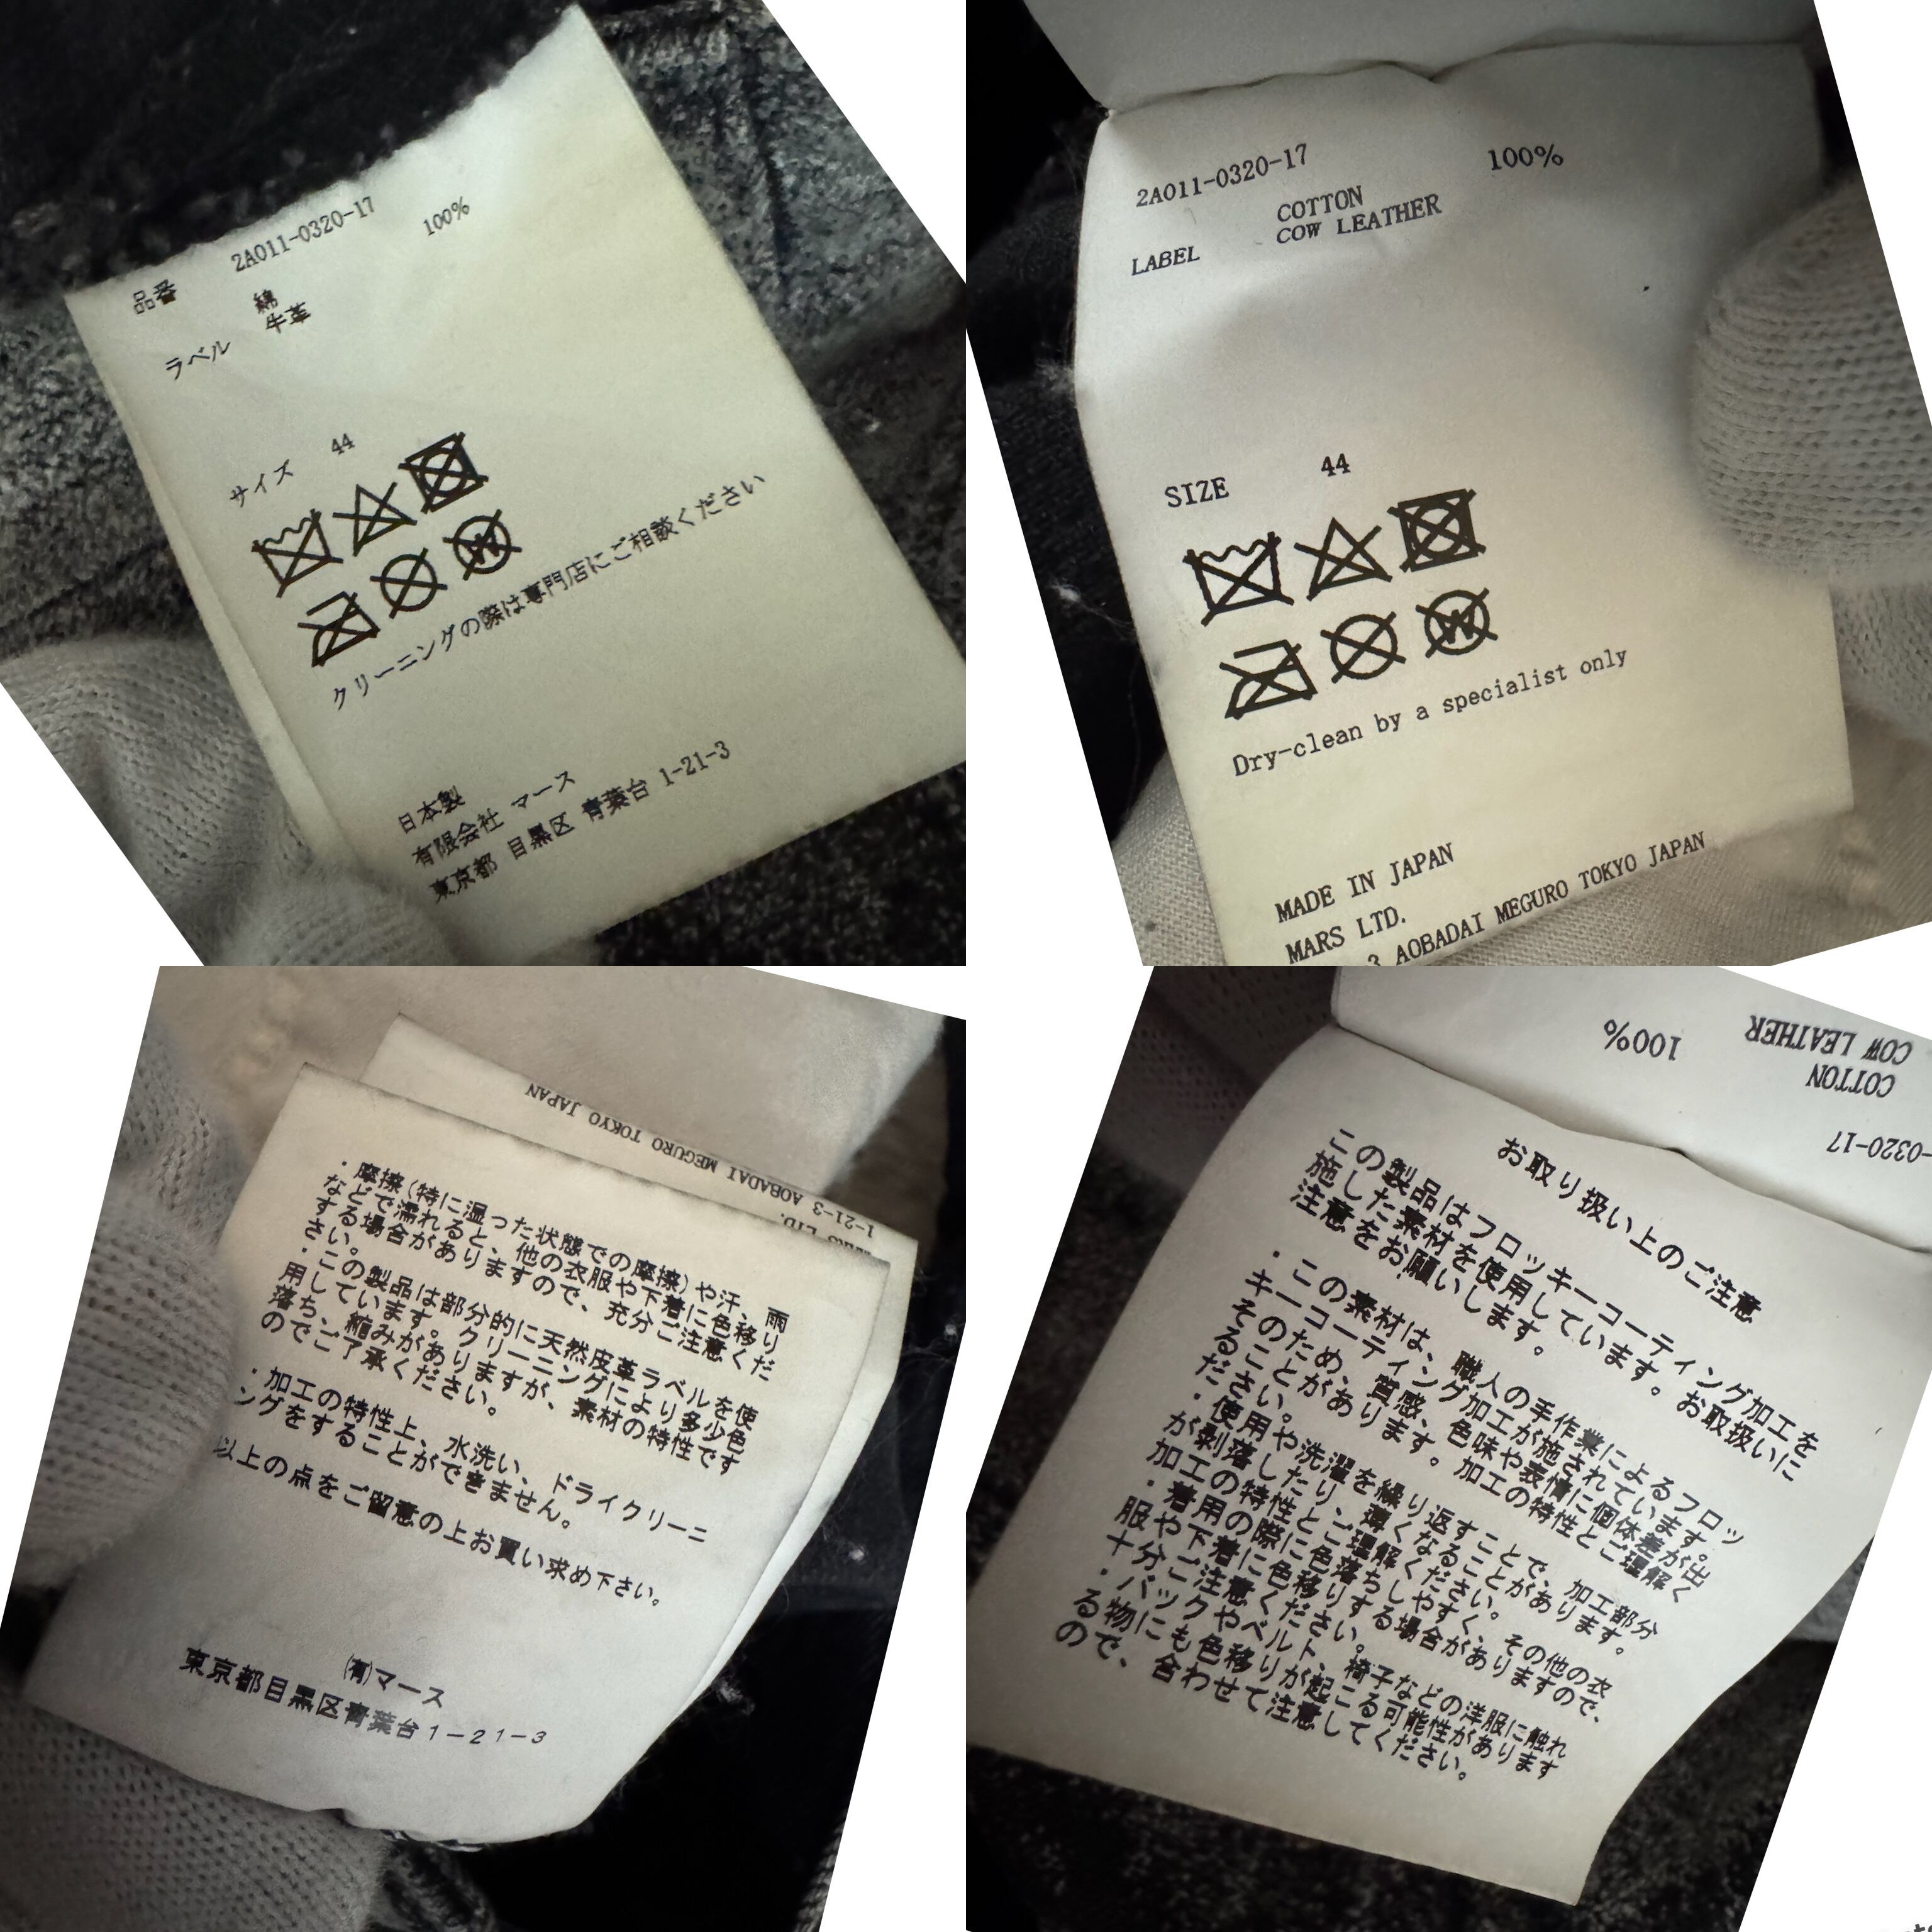 品番 2A011-0320-17
綿 100%
ラベル 牛革
サイズ 44
クリーニングの際は専門店にご相談ください
日本製
有限会社 マース
東京都 目黒区 青葉台 1-21-3
2A011-0320-17
COTTON 100%
LABEL COW LEATHER
SIZE 44
W
Dry-clean by a specialist only
MADE IN JAPAN
MARS LTD.
3 AOBADAI MEGURO TOKYO JAPAN
LTD.
1-21-3 AOBADAI MEGURO TOKYO JAPAN
・摩擦(特に湿った状態での摩擦)や汗、雨
などで濡れると、他の衣服や下着に色移り
する場合がありますので、充分ご注意くだ
さい。
・この製品は部分的に天然皮革ラベルを使
用しています。クリーニングにより多少色
落ち、縮みがありますが、素材の特性です
のでご了承ください。
・加工の特性上、水洗い、ドライクリーニ
ングをすることができません。
以上の点をご留意の上お買い求め下さい。
(有)マース
東京都目黒区青葉台1-21-3
-0320-17
COTTON 100%
COW LEATHER
お取り扱い上のご注意
この製品はフロッキーコーティング加工を
施した素材を使用しています。お取扱いに
注意をお願いします。
・この素材は、職人の手作業によるフロッ
キーコーティング加工が施されています。
そのため、質感、色味や表情に個体差が出
ることがあります。加工の特性とご理解く
ださい。
・使用や洗濯を繰り返すことで、加工部分
が剥落したり、薄くなることがあります。
加工の特性とご理解ください。
・着用の際に色落ちしやすく、その他の衣
服や下着に色移りする場合がありますので、
十分ご注意ください。
・バックやベルト、椅子などの洋服に触れ
る物にも色移りが起こる可能性があります
ので、合わせて注意してください。